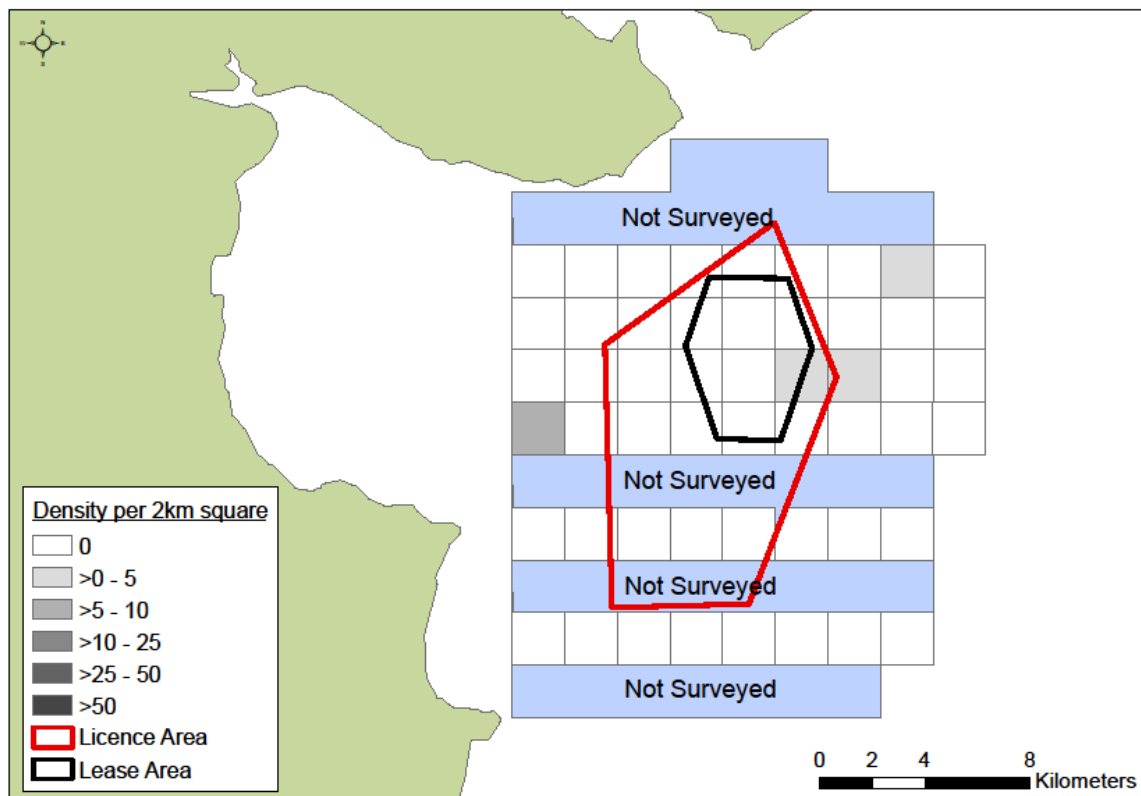 N
W E
S
Not Surveyed
Not Surveyed
Not Surveyed
Not Surveyed
Density per 2km square
0
>0 - 5
>5 - 10
>10 - 25
>25 - 50
>50
Licence Area
Lease Area
0 2 4 8
Kilometers